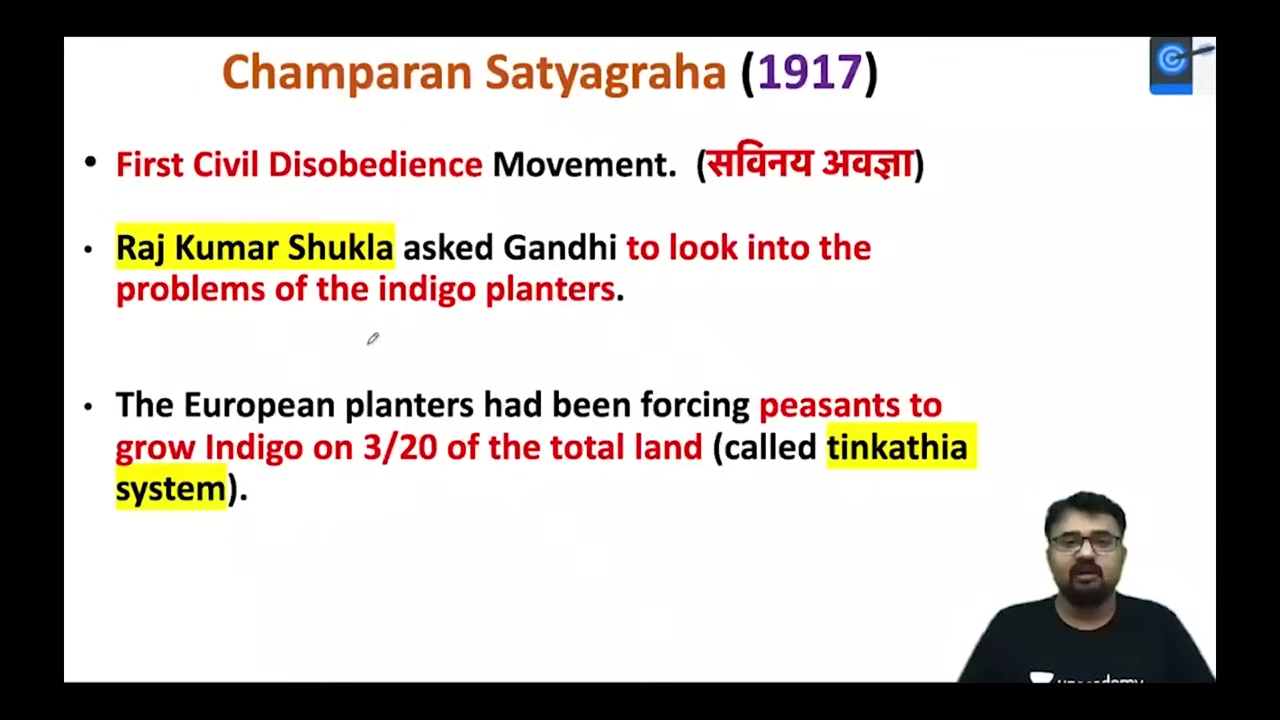 Champaran Satyagraha (1917)
• First Civil Disobedience Movement. (सविनय अवज्ञा)
• Raj Kumar Shukla asked Gandhi to look into the
problems of the indigo planters.
• The European planters had been forcing peasants to
grow Indigo on 3/20 of the total land (called tinkathia
system).